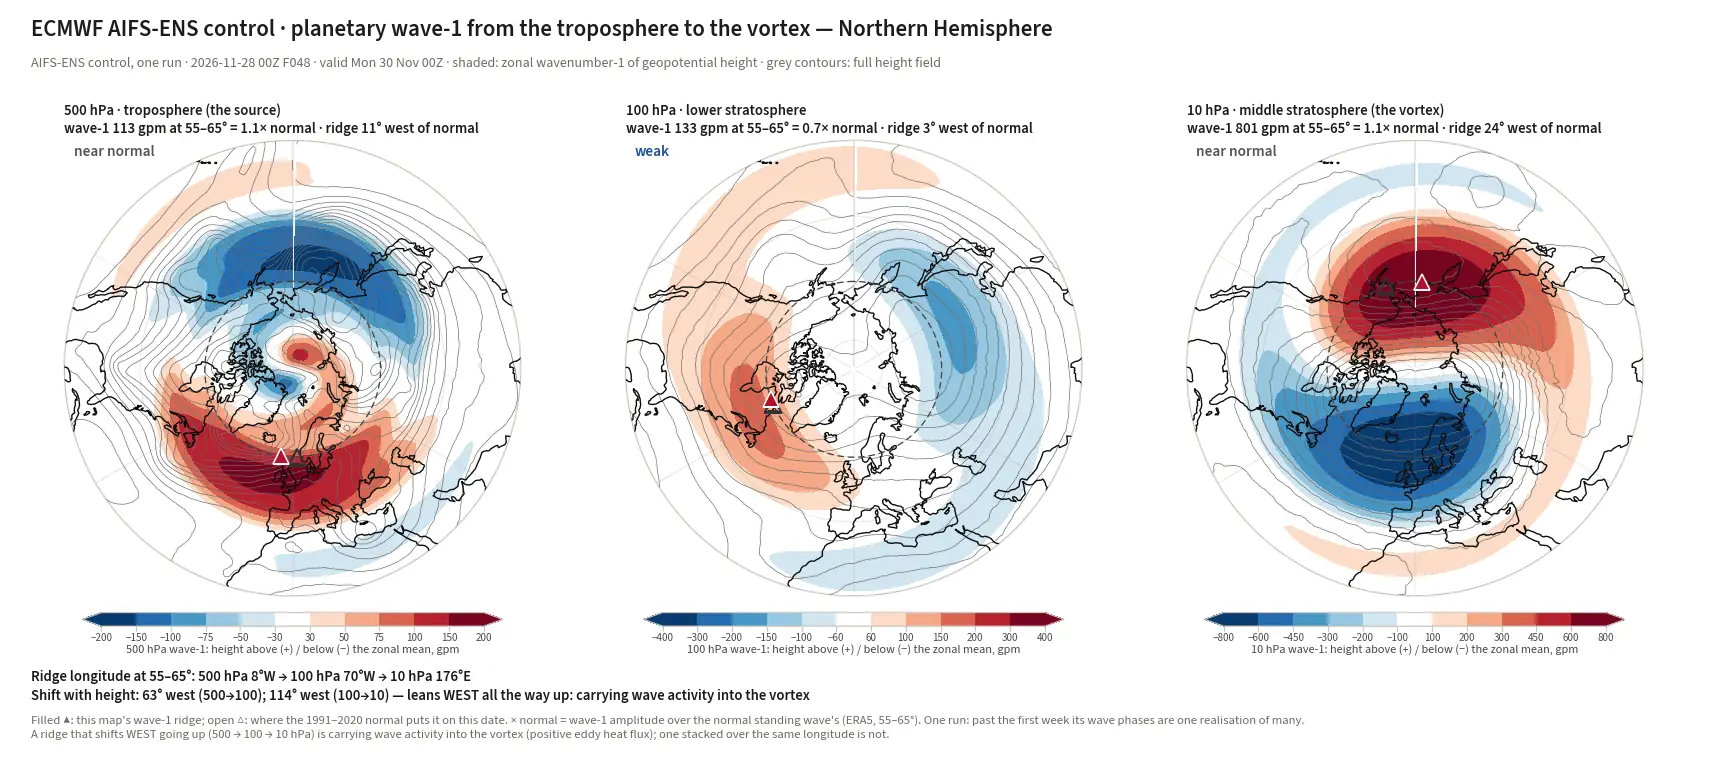 ECMWF AIFS-ENS control · planetary wave-1 from the troposphere to the vortex — Northern Hemisphere
AIFS-ENS control, one run · 2026-11-28 00Z F048 · valid Mon 30 Nov 00Z · shaded: zonal wavenumber-1 of geopotential height · grey contours: full height field
500 hPa · troposphere (the source)
wave-1 113 gpm at 55–65° = 1.1× normal · ridge 11° west of normal
near normal
100 hPa · lower stratosphere
wave-1 133 gpm at 55–65° = 0.7× normal · ridge 3° west of normal
weak
10 hPa · middle stratosphere (the vortex)
wave-1 801 gpm at 55–65° = 1.1× normal · ridge 24° west of normal
near normal
−200 −150 −100 −75 −50 −30 30 50 75 100 150 200
500 hPa wave-1: height above (+) / below (−) the zonal mean, gpm
−400 −300 −200 −150 −100 −60 60 100 150 200 300 400
100 hPa wave-1: height above (+) / below (−) the zonal mean, gpm
−800 −600 −450 −300 −200 −100 100 200 300 450 600 800
10 hPa wave-1: height above (+) / below (−) the zonal mean, gpm
Ridge longitude at 55–65°: 500 hPa 8°W → 100 hPa 70°W → 10 hPa 176°E
Shift with height: 63° west (500→100); 114° west (100→10) — leans WEST all the way up: carrying wave activity into the vortex
Filled ▲: this map's wave-1 ridge; open △: where the 1991–2020 normal puts it on this date. × normal = wave-1 amplitude over the normal standing wave's (ERA5, 55–65°). One run: past the first week its wave phases are one realisation of many.
A ridge that shifts WEST going up (500 → 100 → 10 hPa) is carrying wave activity into the vortex (positive eddy heat flux); one stacked over the same longitude is not.